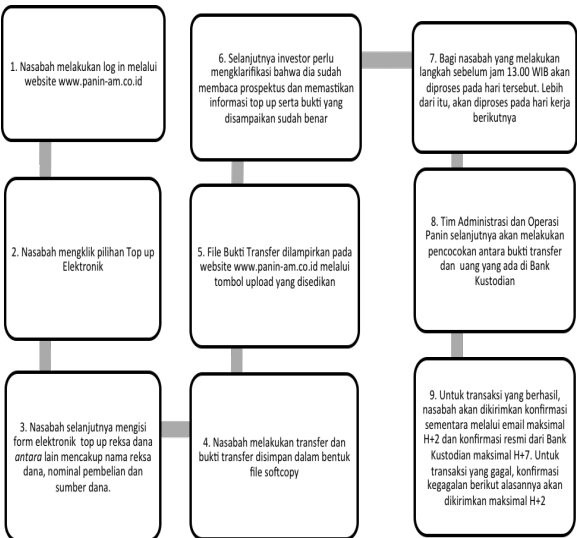 1. Nasabah melakukan log in melalui
website www.panin-am.co.id
2. Nasabah mengklik pilihan Top up
Elektronik
3. Nasabah selanjutnya mengisi
form elektronik top up reksa dana
antara lain mencakup nama reksa
dana, nominal pembelian dan
sumber dana.
4. Nasabah melakukan transfer dan
bukti transfer disimpan dalam bentuk
file softcopy
5. File Bukti Transfer dilampirkan pada
website www.panin-am.co.id melalui
tombol upload yang disedikan
6. Selanjutnya investor perlu
mengklarifikasi bahwa dia sudah
membaca prospektus dan memastikan
informasi top up serta bukti yang
disampaikan sudah benar
7. Bagi nasabah yang melakukan
langkah sebelum jam 13.00 WIB akan
diproses pada hari tersebut. Lebih
dari itu, akan diproses pada hari kerja
berikutnya
8. Tim Administrasi dan Operasi
Panin selanjutnya akan melakukan
pencocokan antara bukti transfer
dan uang yang ada di Bank
Kustodian
9. Untuk transaksi yang berhasil,
nasabah akan dikirimkan konfirmasi
sementara melalui email maksimal
H+2 dan konfirmasi resmi dari Bank
Kustodian maksimal H+7. Untuk
transaksi yang gagal, konfirmasi
kegagalan berikut alasannya akan
dikirimkan maksimal H+2